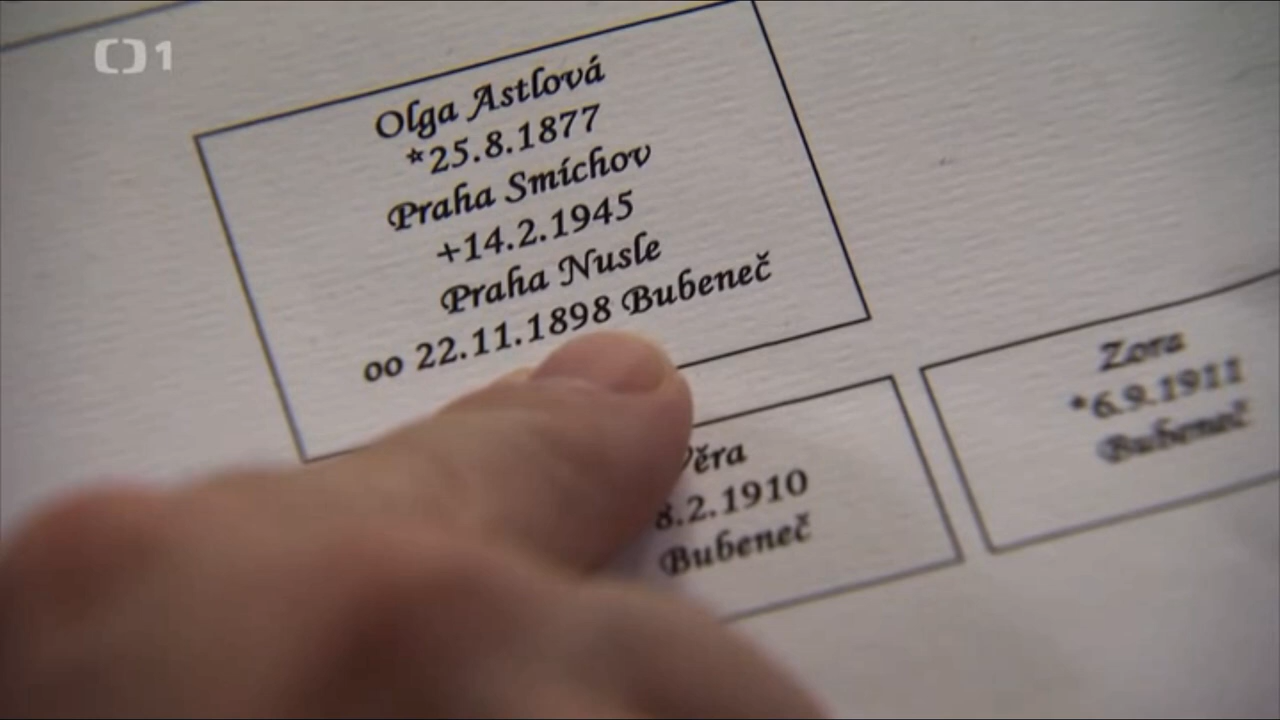 1
Olga Astlová
*25.8.1877
Praha Smíchov
+14.2.1945
Praha Nusle
oo 22.11.1898 Bubeneč
Věra
8.2.1910
Bubeneč
Zora
*6.9.1911
Bubeneč